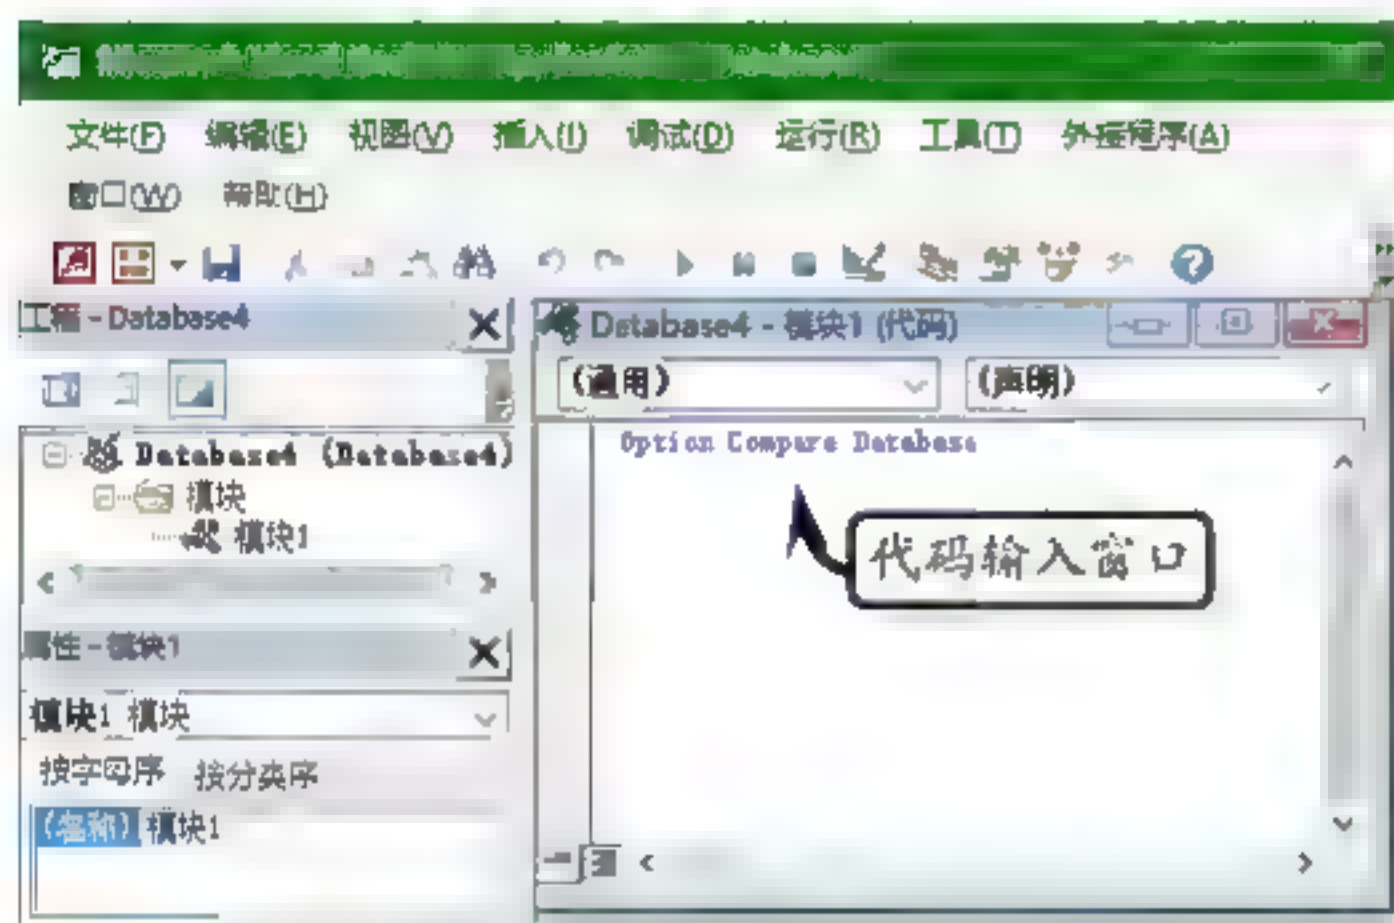 文件(F) 编辑(E) 视图(V) 插入(I) 调试(D) 运行(R) 工具(T) 外接程序(A)
窗口(W) 帮助(H)
工程 - Database4
Database4 - 模块1 (代码)
(通用)
(声明)
Database4 (Database4)
模块
模块1
Option Compare Database
代码输入窗口
属性 - 模块1
模块1 模块
按字母序 按分类序
(名称) 模块1